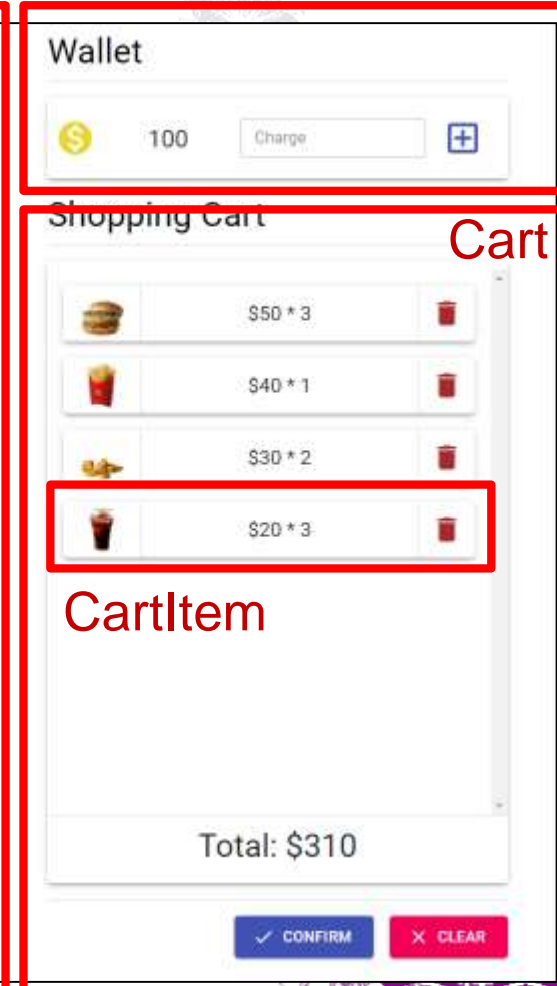 Wallet
100 Charge
Shopping Cart
Cart
$50 * 3
$40 * 1
$30 * 2
$20 * 3
CartItem
Total: $310
CONFIRM CLEAR